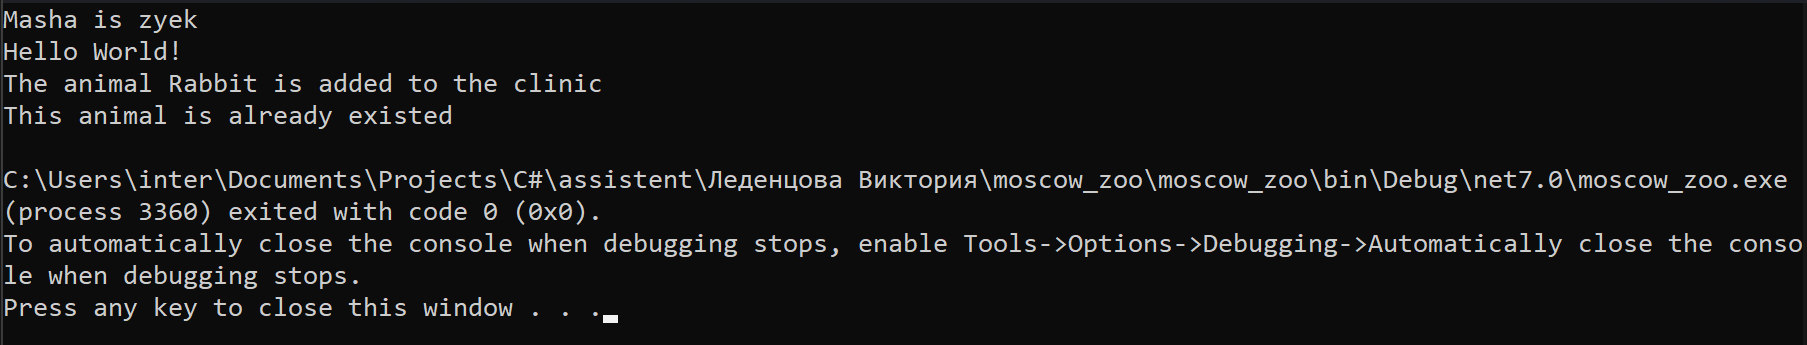 Masha is zyek
Hello World!
The animal Rabbit is added to the clinic
This animal is already existed
C:\Users\inter\Documents\Projects\C#\assistent\Леденцова Виктория\moscow_zoo\moscow_zoo\bin\Debug\net7.0\moscow_zoo.exe
(process 3360) exited with code 0 (0x0).
To automatically close the console when debugging stops, enable Tools->Options->Debugging->Automatically close the conso
le when debugging stops.
Press any key to close this window . . .